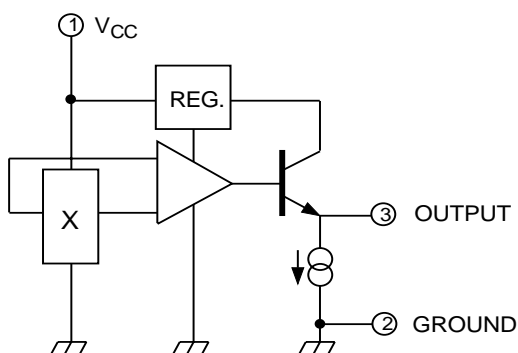 1 VCC
REG.
X
3 OUTPUT
2 GROUND